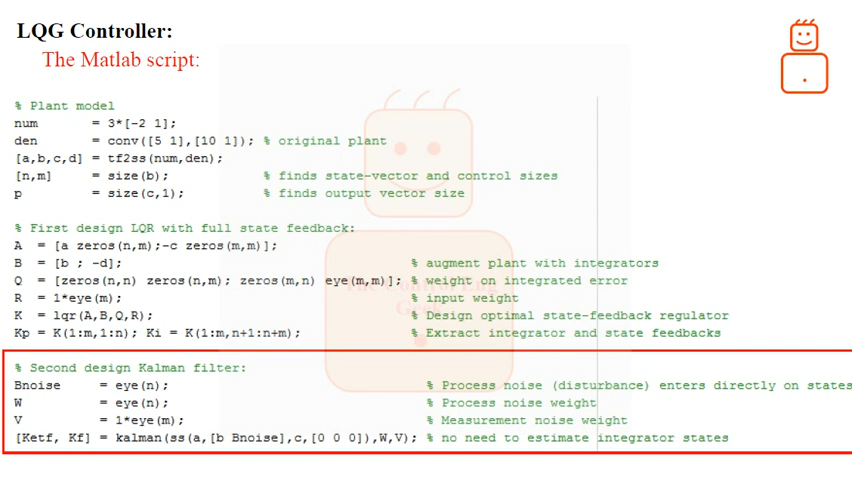 LQG Controller:
The Matlab script:
% Plant model
num = 3*[-2 1];
den = conv([5 1],[10 1]); % original plant
[a,b,c,d] = tf2ss(num,den);
[n,m] = size(b); % finds state-vector and control sizes
p = size(c,1); % finds output vector size
% First design LQR with full state feedback:
A = [a zeros(n,m);-c zeros(m,m)];
B = [b ; -d]; % augment plant with integrators
Q = [zeros(n,n) zeros(n,m); zeros(m,n) eye(m,m)]; % weight on integrated error
R = 1*eye(m); % input weight
K = lqr(A,B,Q,R); % Design optimal state-feedback regulator
Kp = K(1:m,1:n); Ki = K(1:m,n+1:n+m); % Extract integrator and state feedbacks
% Second design Kalman filter:
Bnoise = eye(n); % Process noise (disturbance) enters directly on states
W = eye(n); % Process noise weight
V = 1*eye(m); % Measurement noise weight
[Ketf, Kf] = kalman(ss(a,[b Bnoise],c,[0 0 0]),W,V); % no need to estimate integrator states